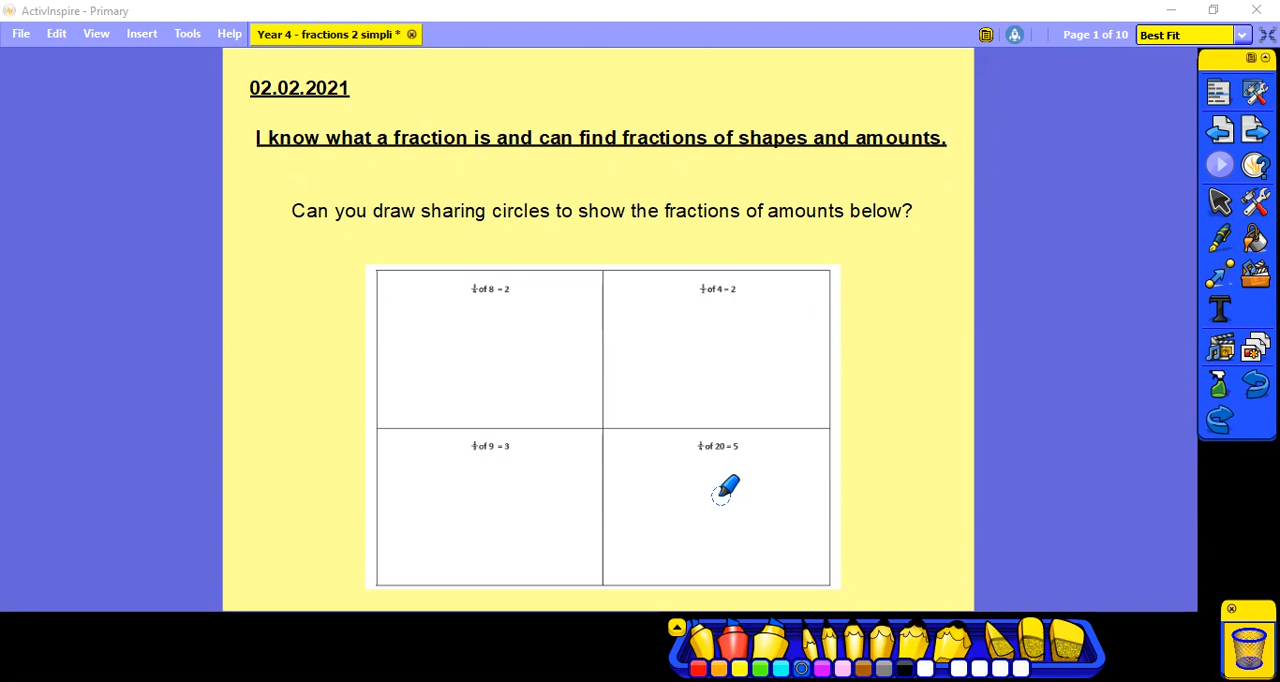 ActivInspire - Primary
File Edit View Insert Tools Help Year 4 - fractions 2 simpli * Page 1 of 10 Best Fit
02.02.2021
I know what a fraction is and can find fractions of shapes and amounts.
Can you draw sharing circles to show the fractions of amounts below?
of 8 = 2
of 4 = 2
of 9 = 3
of 20 = 5